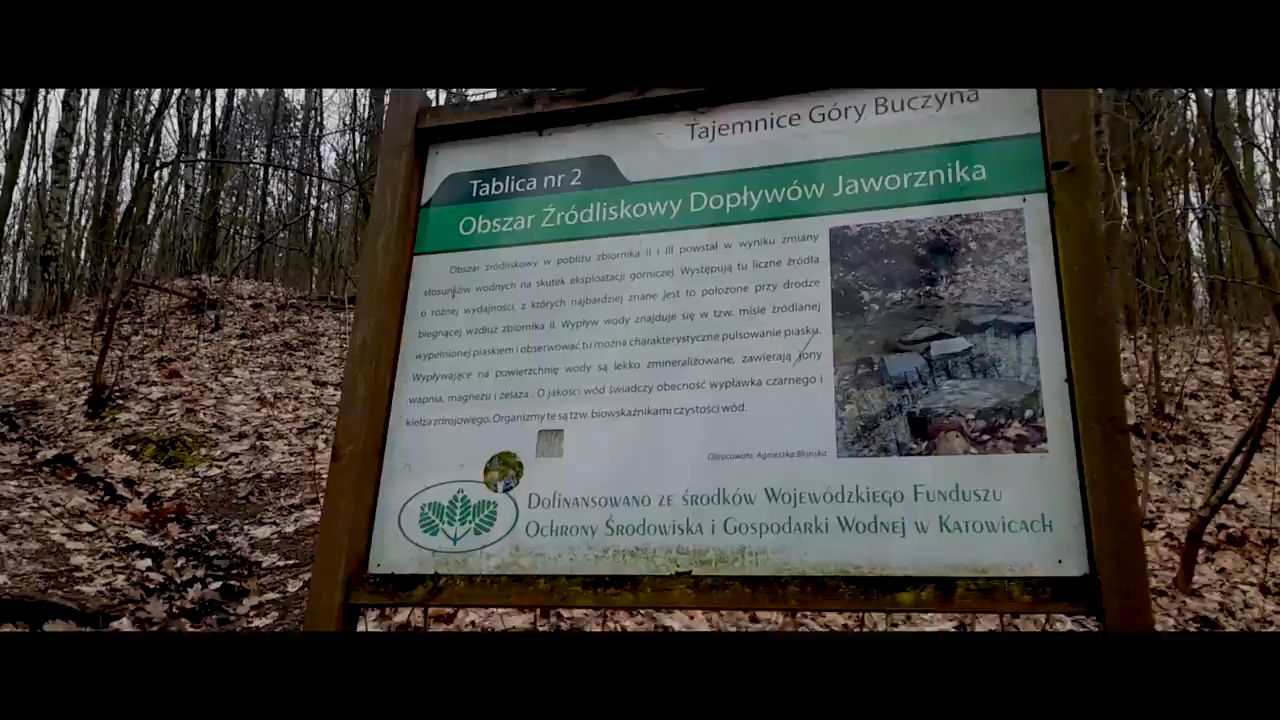 Tajemnice Góry Buczyna
Tablica nr 2
Obszar Źródliskowy Dopływów Jaworznika
Obszar źródliskowy w pobliżu zbiornika II i III powstał w wyniku zmiany
stosunków wodnych na skutek eksploatacji górniczej. Występują tu liczne źródła
o różnej wydajności, z których najbardziej znane jest to położone przy drodze
biegnącej wzdłuż zbiornika II. Wypływ wody znajduje się w tzw. misie źródlanej
wypełnionej piaskiem i obserwować tu można charakterystyczne pulsowanie piasku.
Wypływające na powierzchnię wody są lekko zmineralizowane, zawierają jony
wapnia, magnezu i żelaza . O jakości wód świadczy obecność wypławka czarnego i
kiełża zdrojowego. Organizmy te są tzw. biowskaźnikami czystości wód.
Opracowała: Agnieszka Błońska
Dofinansowano ze środków Wojewódzkiego Funduszu
Ochrony Środowiska i Gospodarki Wodnej w Katowicach